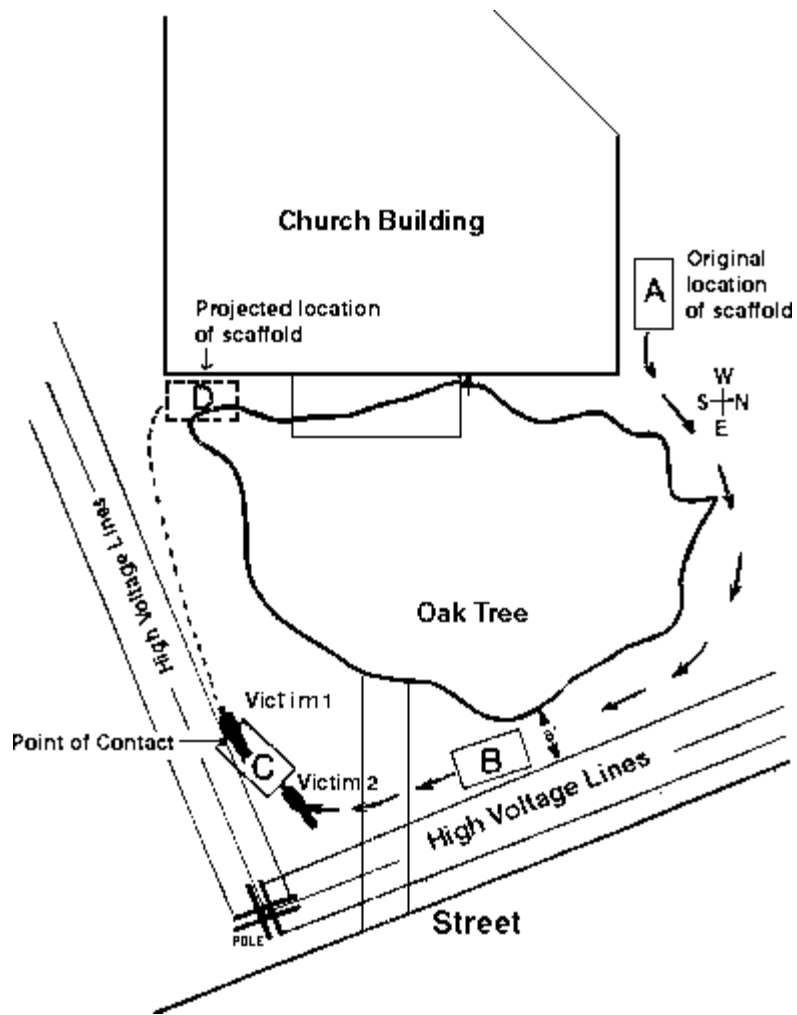 Church Building
A
Original
location
of scaffold
Projected location
of scaffold
D
W
S N
E
High Voltage Lines
Oak Tree
Victim 1
Point of Contact
C
Victim 2
B
8'
High Voltage Lines
POLE
Street